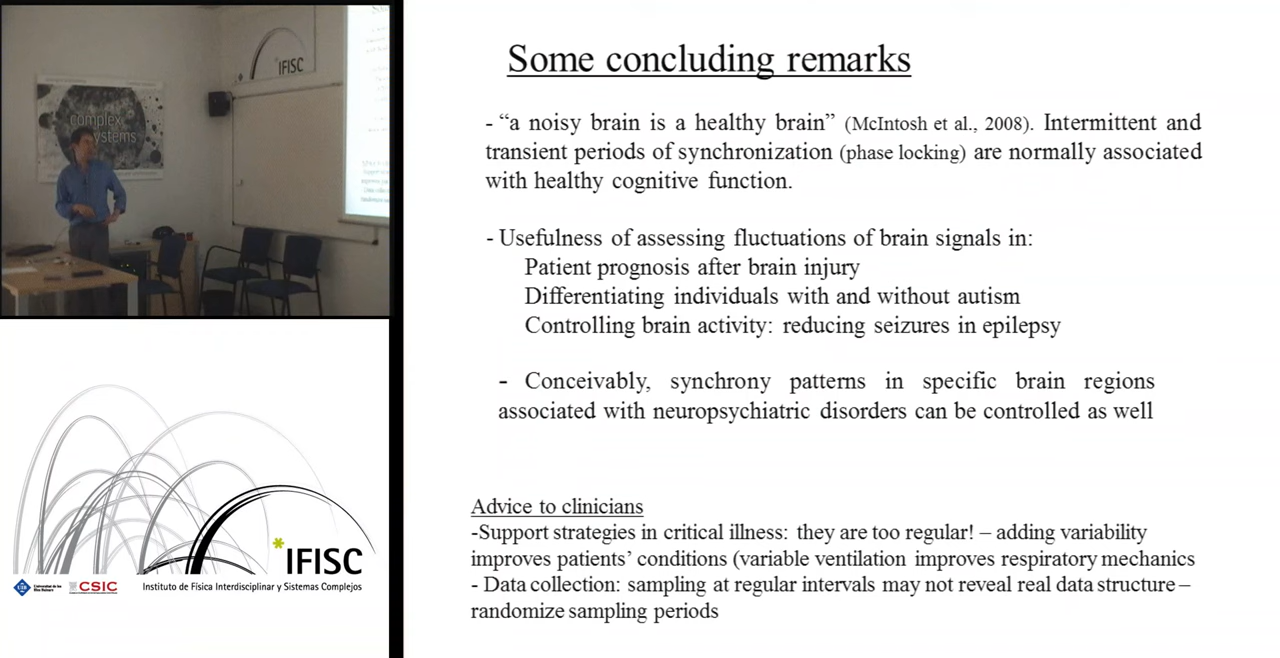 complex
systems
IFISC
Some concluding remarks
- “a noisy brain is a healthy brain” (McIntosh et al., 2008). Intermittent and
transient periods of synchronization (phase locking) are normally associated
with healthy cognitive function.
- Usefulness of assessing fluctuations of brain signals in:
Patient prognosis after brain injury
Differentiating individuals with and without autism
Controlling brain activity: reducing seizures in epilepsy
- Conceivably, synchrony patterns in specific brain regions
associated with neuropsychiatric disorders can be controlled as well
Advice to clinicians
-Support strategies in critical illness: they are too regular! – adding variability
improves patients’ conditions (variable ventilation improves respiratory mechanics
- Data collection: sampling at regular intervals may not reveal real data structure –
randomize sampling periods
*IFISC
CSIC
Instituto de Física Interdisciplinar y Sistemas Complejos